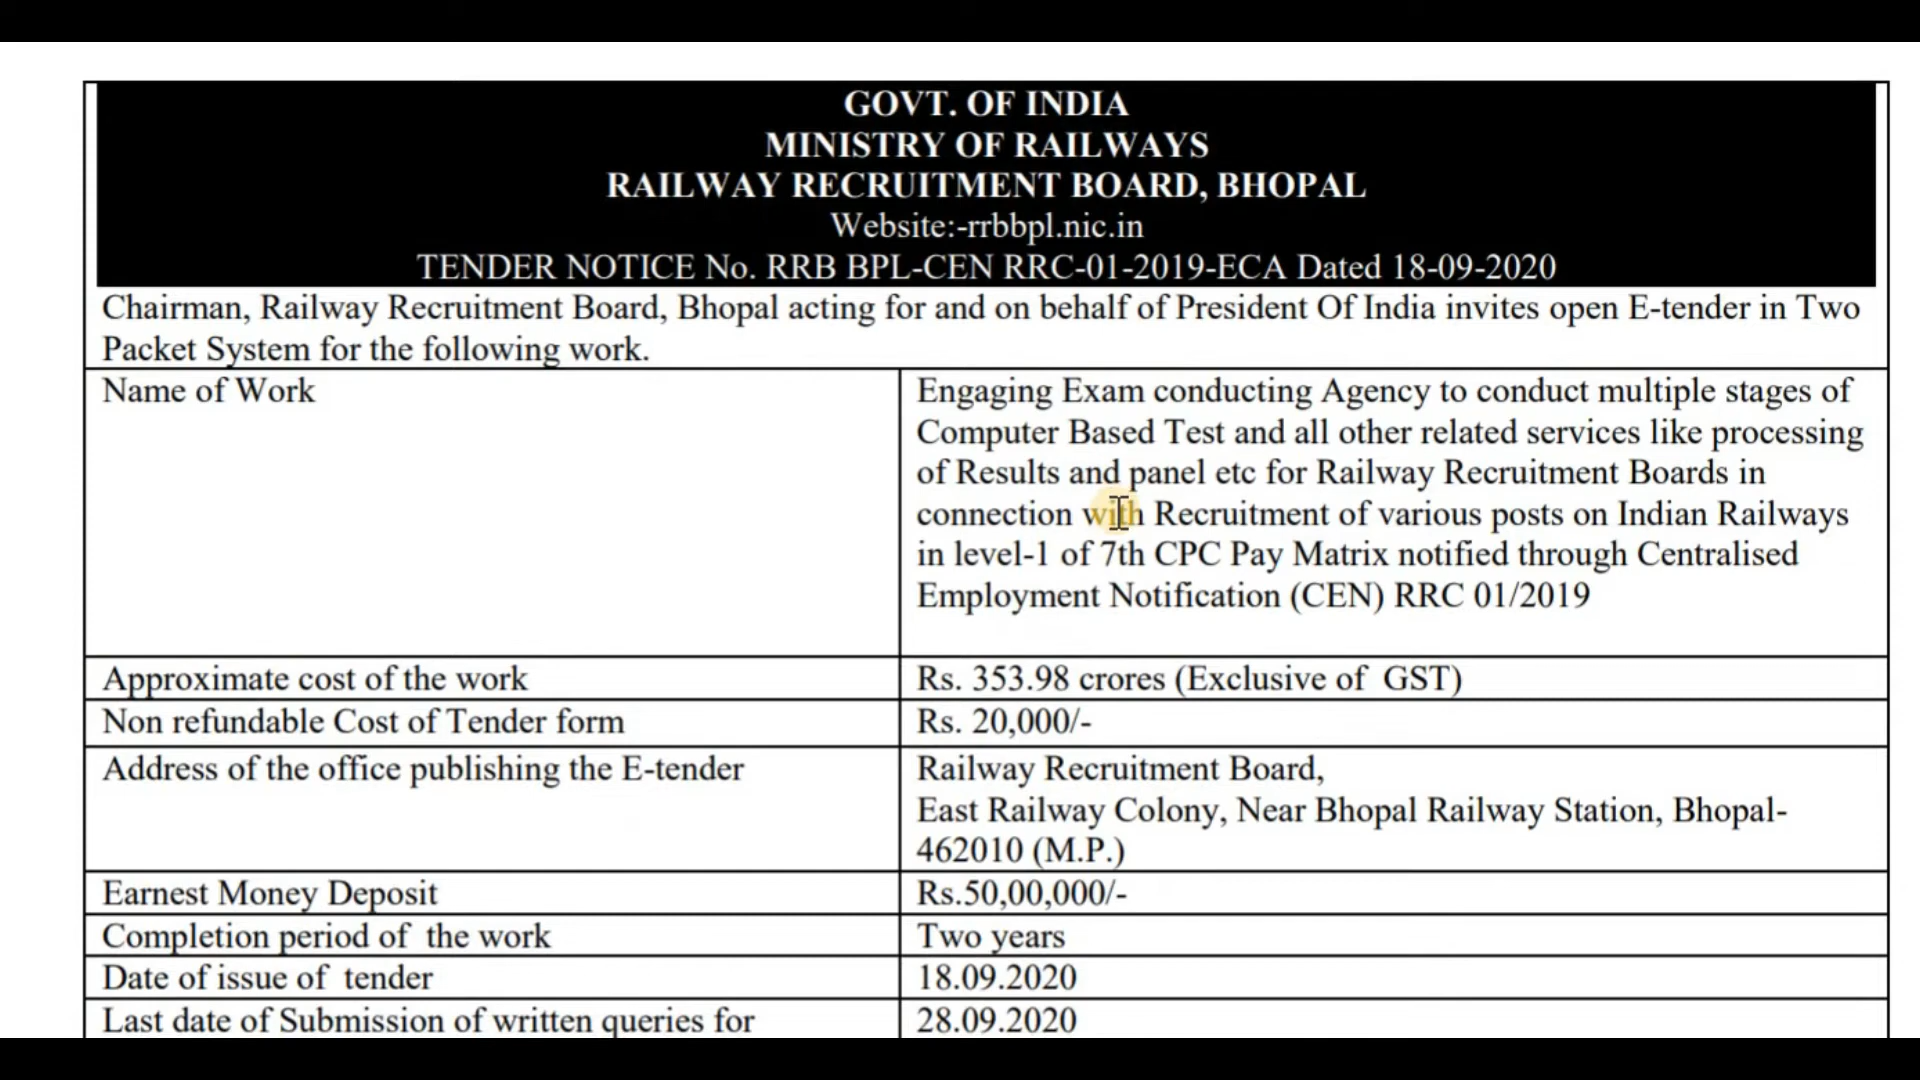 GOVT. OF INDIA
MINISTRY OF RAILWAYS
RAILWAY RECRUITMENT BOARD, BHOPAL
Website:-rrbbpl.nic.in
TENDER NOTICE No. RRB BPL-CEN RRC-01-2019-ECA Dated 18-09-2020
Chairman, Railway Recruitment Board, Bhopal acting for and on behalf of President Of India invites open E-tender in Two
Packet System for the following work.
Name of Work
Engaging Exam conducting Agency to conduct multiple stages of
Computer Based Test and all other related services like processing
of Results and panel etc for Railway Recruitment Boards in
connection with Recruitment of various posts on Indian Railways
in level-1 of 7th CPC Pay Matrix notified through Centralised
Employment Notification (CEN) RRC 01/2019
Approximate cost of the work
Rs. 353.98 crores (Exclusive of GST)
Non refundable Cost of Tender form
Rs. 20,000/-
Address of the office publishing the E-tender
Railway Recruitment Board,
East Railway Colony, Near Bhopal Railway Station, Bhopal-
462010 (M.P.)
Earnest Money Deposit
Rs.50,00,000/-
Completion period of the work
Two years
Date of issue of tender
18.09.2020
Last date of Submission of written queries for
28.09.2020